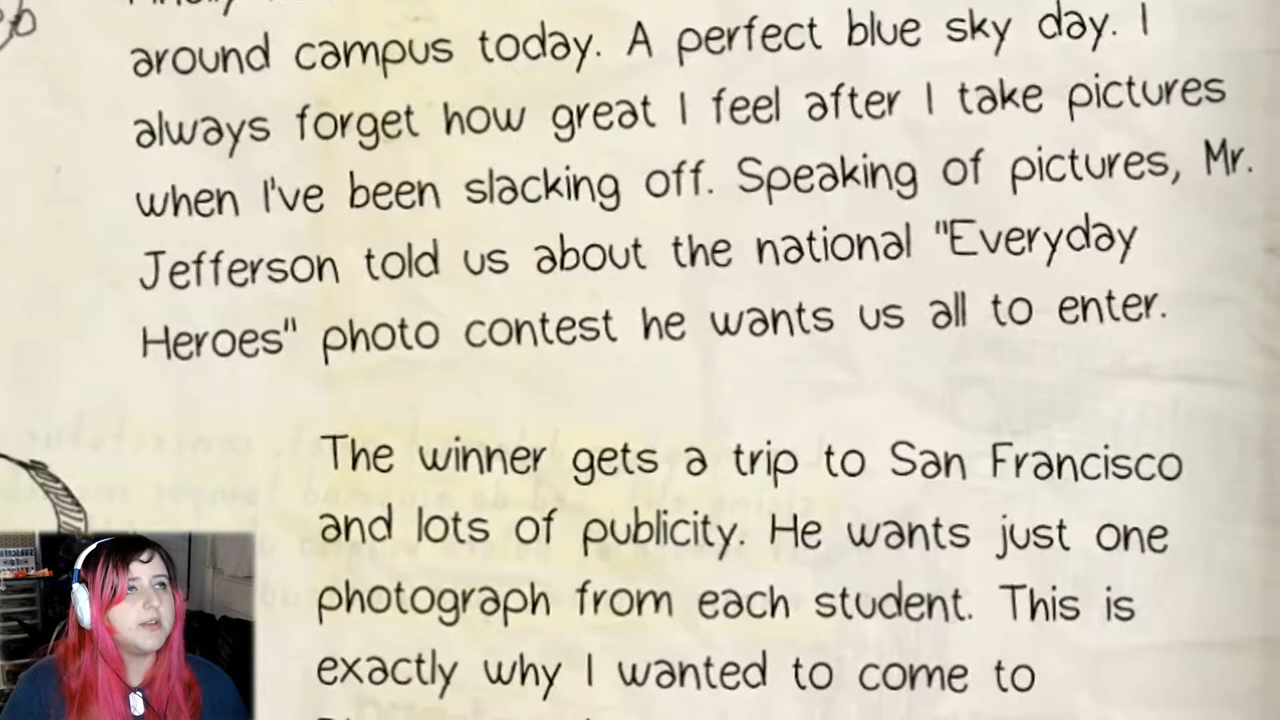 around campus today. A perfect blue sky day. I
always forget how great I feel after I take pictures
when I've been slacking off. Speaking of pictures, Mr.
Jefferson told us about the national "Everyday
Heroes" photo contest he wants us all to enter.
The winner gets a trip to San Francisco
and lots of publicity. He wants just one
photograph from each student. This is
exactly why I wanted to come to